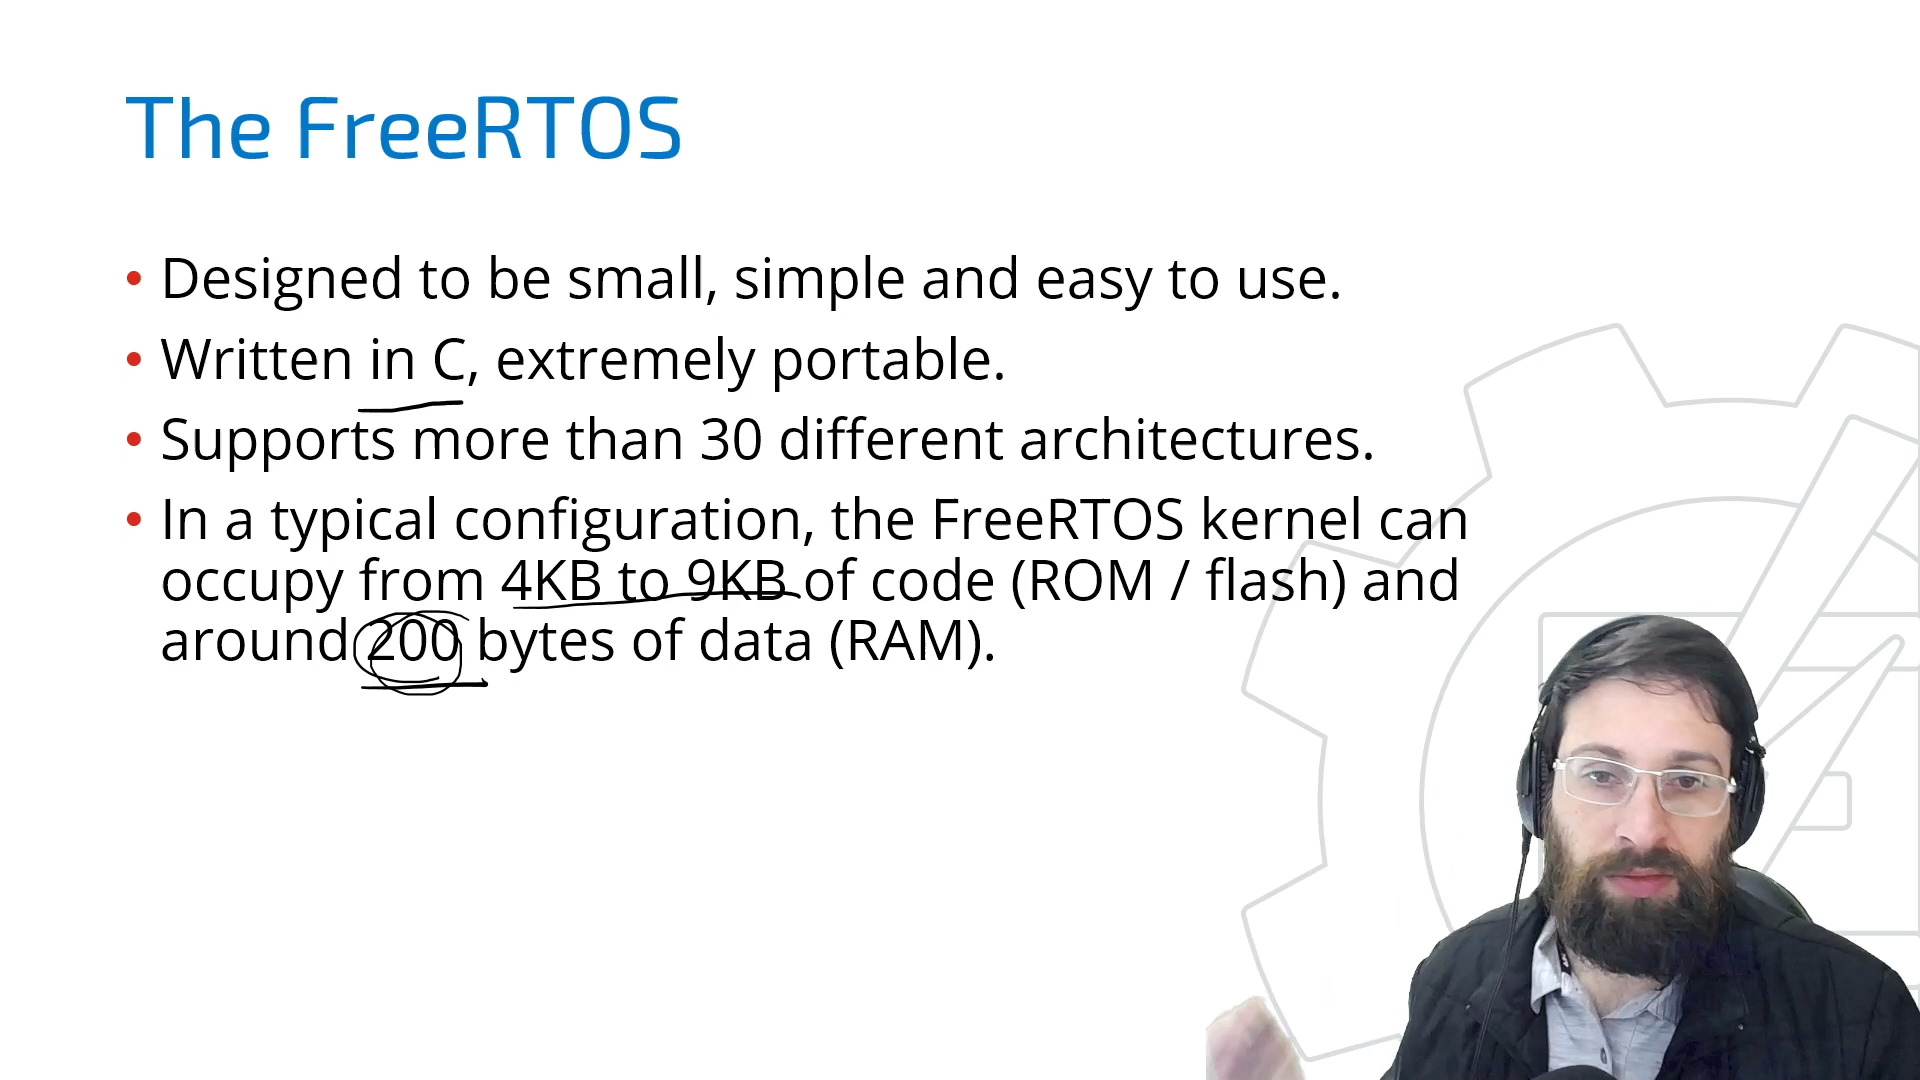 The FreeRTOS
• Designed to be small, simple and easy to use.
• Written in C, extremely portable.
• Supports more than 30 different architectures.
• In a typical configuration, the FreeRTOS kernel can
occupy from 4KB to 9KB of code (ROM / flash) and
around 200 bytes of data (RAM).